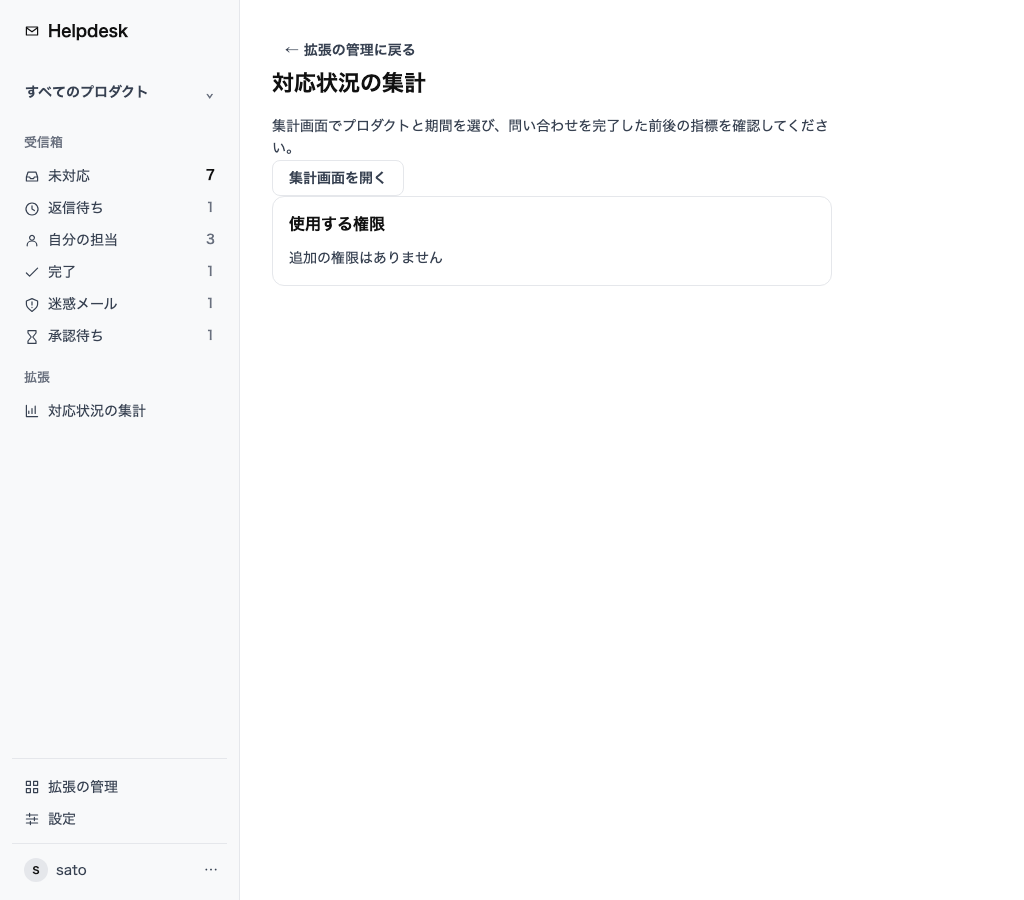 Helpdesk
すべてのプロダクト
受信箱
未対応 7
返信待ち 1
自分の担当 3
完了 1
迷惑メール 1
承認待ち 1
拡張
対応状況の集計
拡張の管理
設定
S sato ...
← 拡張の管理に戻る
対応状況の集計
集計画面でプロダクトと期間を選び、問い合わせを完了した前後の指標を確認してくださ
い。
集計画面を開く
使用する権限
追加の権限はありません